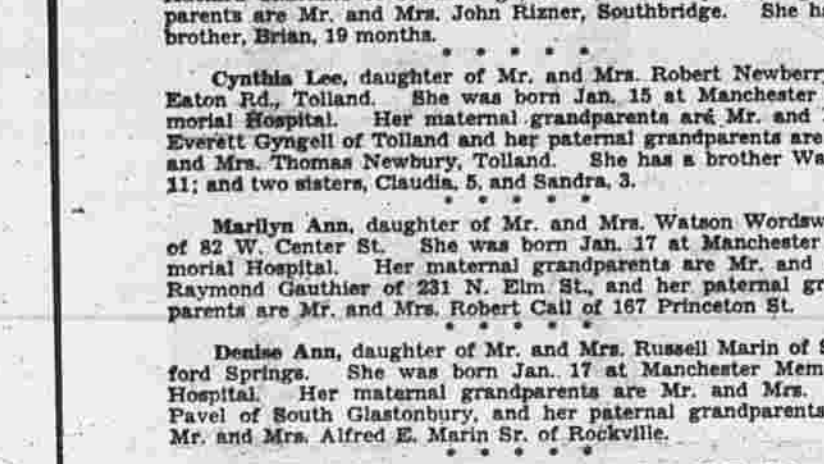 parents are Mr. and Mrs. John Rizner, Southbridge. She
brother, Brian, 19 months.
* * * * *
Cynthia Lee, daughter of Mr. and Mrs. Robert Newberry
Eaton Rd., Tolland. She was born Jan. 15 at Manchester
morial Hospital. Her maternal grandparents are Mr. and
Everett Gyngell of Tolland and her paternal grandparents are
and Mrs. Thomas Newbury, Tolland. She has a brother Wa
11; and two sisters, Claudia, 5, and Sandra, 3.
* * * * *
Marilyn Ann, daughter of Mr. and Mrs. Watson Wordsw
of 82 W. Center St. She was born Jan. 17 at Manchester
morial Hospital. Her maternal grandparents are Mr. and
Raymond Gauthier of 231 N. Elm St., and her paternal gr
parents are Mr. and Mrs. Robert Call of 167 Princeton St.
* * * * *
Denise Ann, daughter of Mr. and Mrs. Russell Marin of S
ford Springs. She was born Jan. 17 at Manchester Mem
Hospital. Her maternal grandparents are Mr. and Mrs.
Pavel of South Glastonbury, and her paternal grandparents
Mr. and Mrs. Alfred E. Marin Sr. of Rockville.
* * * * *